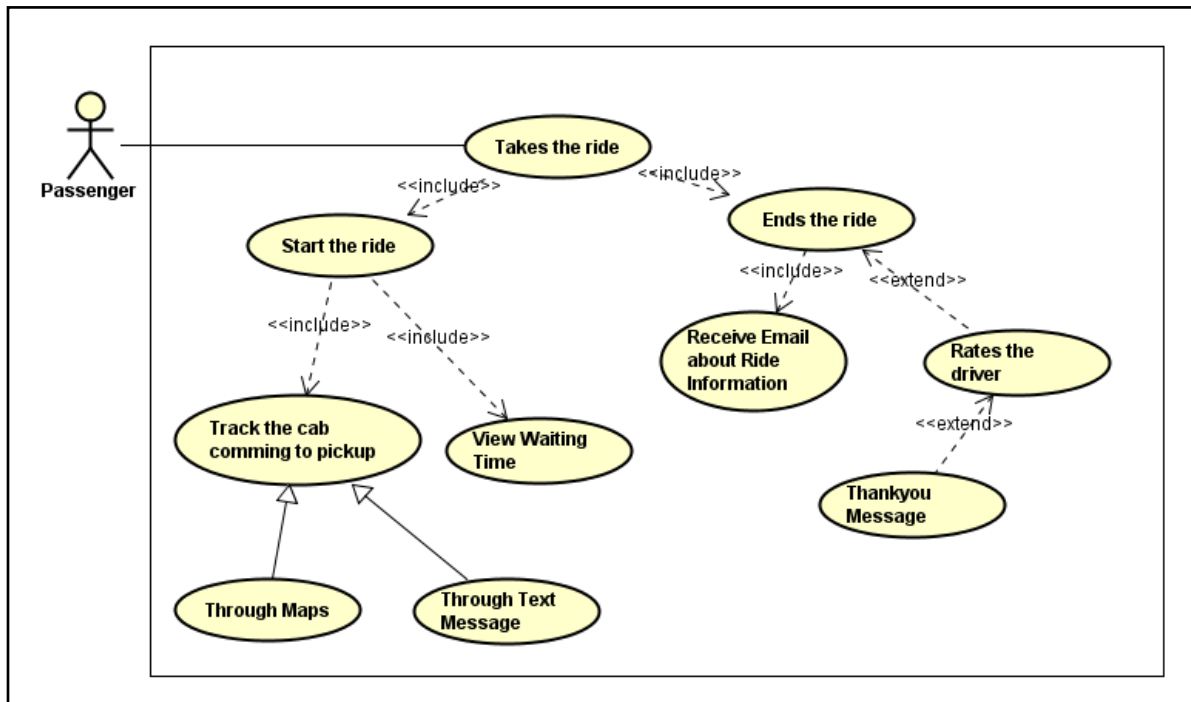 Takes the ride
Passenger
<<include>>
<<include>>
Start the ride
Ends the ride
<<include>>
<<extend>>
<<include>>
<<include>>
Receive Email
about Ride
Information
Rates the
driver
Track the cab
comming to pickup
View Waiting
Time
<<extend>>
Thankyou
Message
Through Maps
Through Text
Message